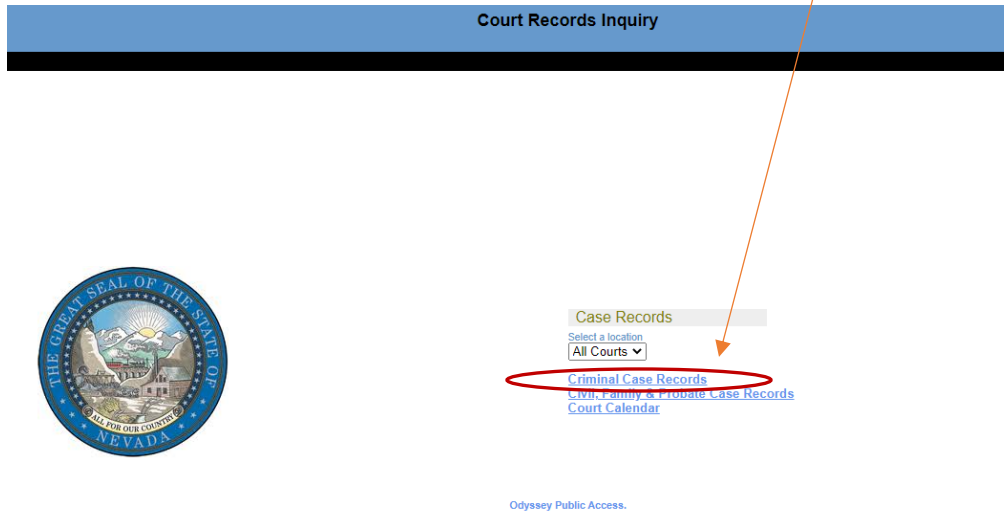 Court Records Inquiry
THE GREAT SEAL OF THE STATE OF
NEVADA
ALL FOR OUR COUNTRY
Case Records
Select a location
All Courts
Criminal Case Records
Civil, Family & Probate Case Records
Court Calendar
Odyssey Public Access.